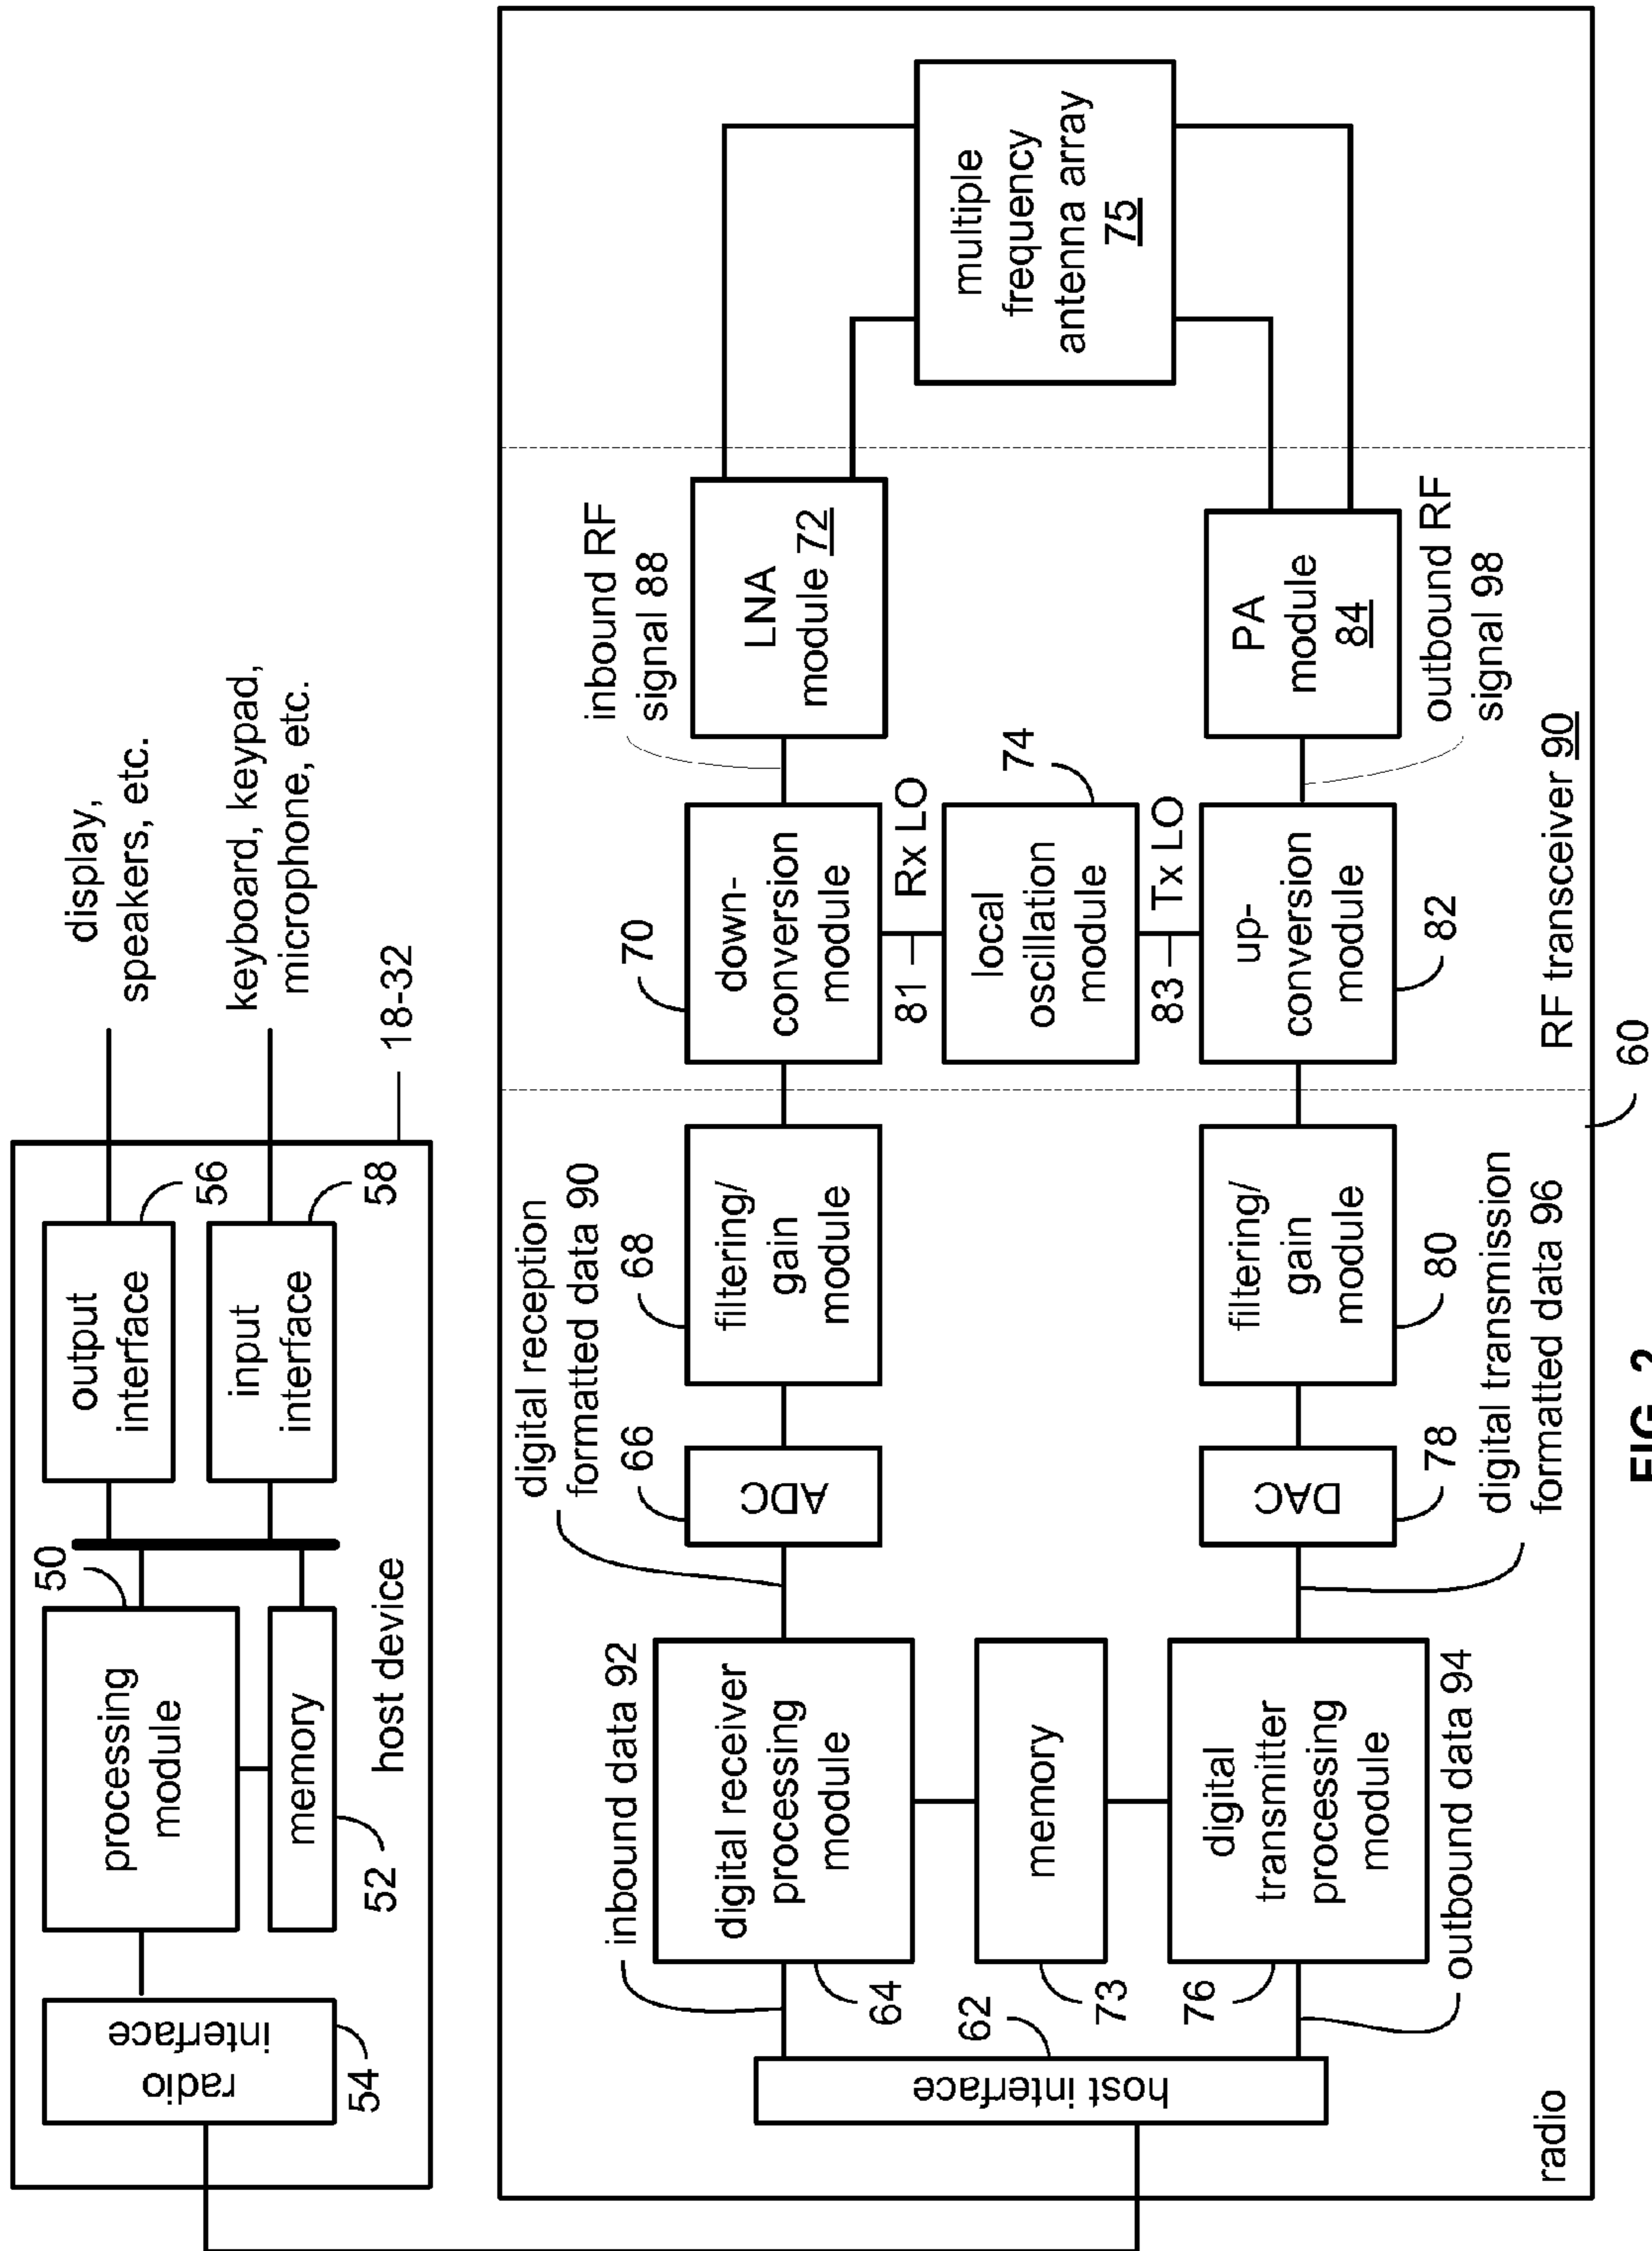 display,
speakers, etc.
keyboard, keypad,
microphone, etc.
18-32
output
interface
56
input
interface
58
processing
module
50
memory
52
host device
radio
interface
54
radio
60
host interface
62
inbound data 92
digital receiver
processing
module
64
memory
73
digital
transmitter
processing
module
76
outbound data 94
digital reception
formatted data 90
ADC
66
DAC
78
digital transmission
formatted data 96
filtering/
gain
module
68
filtering/
gain
module
80
down-
conversion
module
70
81
Rx LO
local
oscillation
module
74
83
Tx LO
up-
conversion
module
82
inbound RF
signal 88
LNA
module 72
PA
module
84
outbound RF
signal 98
RF transceiver 90
multiple
frequency
antenna array
75
FIG. 2